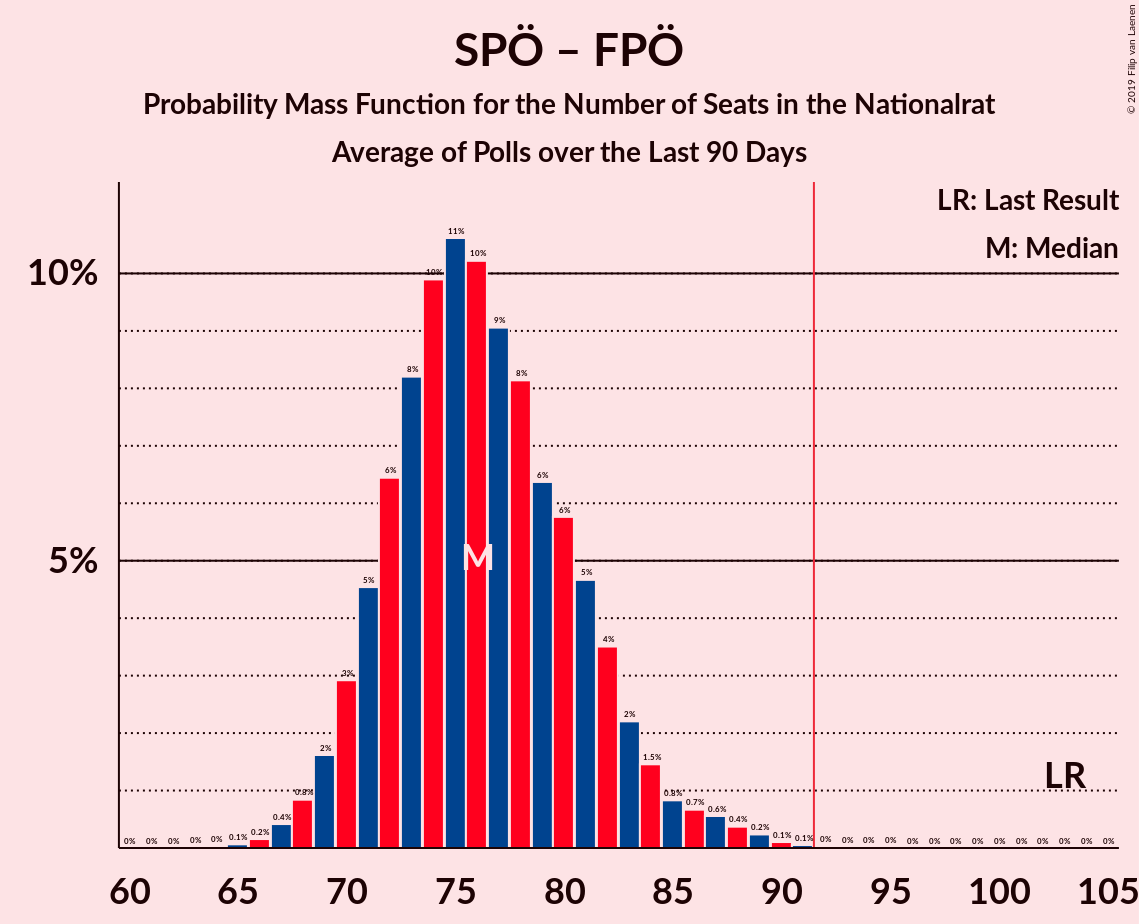 SPÖ – FPÖ
Probability Mass Function for the Number of Seats in the Nationalrat
Average of Polls over the Last 90 Days
© 2019 Filip van Laenen
LR: Last Result
M: Median
10%
5%
0% 0% 0% 0% 0% 0.1% 0.2% 0.4% 0.8% 2% 3% 5% 6% 8% 10% 11% 10% 9% 8% 6% 6% 5% 4% 2% 1.5% 0.8% 0.7% 0.6% 0.4% 0.2% 0.1% 0.1% 0% 0% 0% 0% 0% 0% 0% 0% 0% 0% 0% 0% 0% 0%
M
LR
60 65 70 75 80 85 90 95 100 105